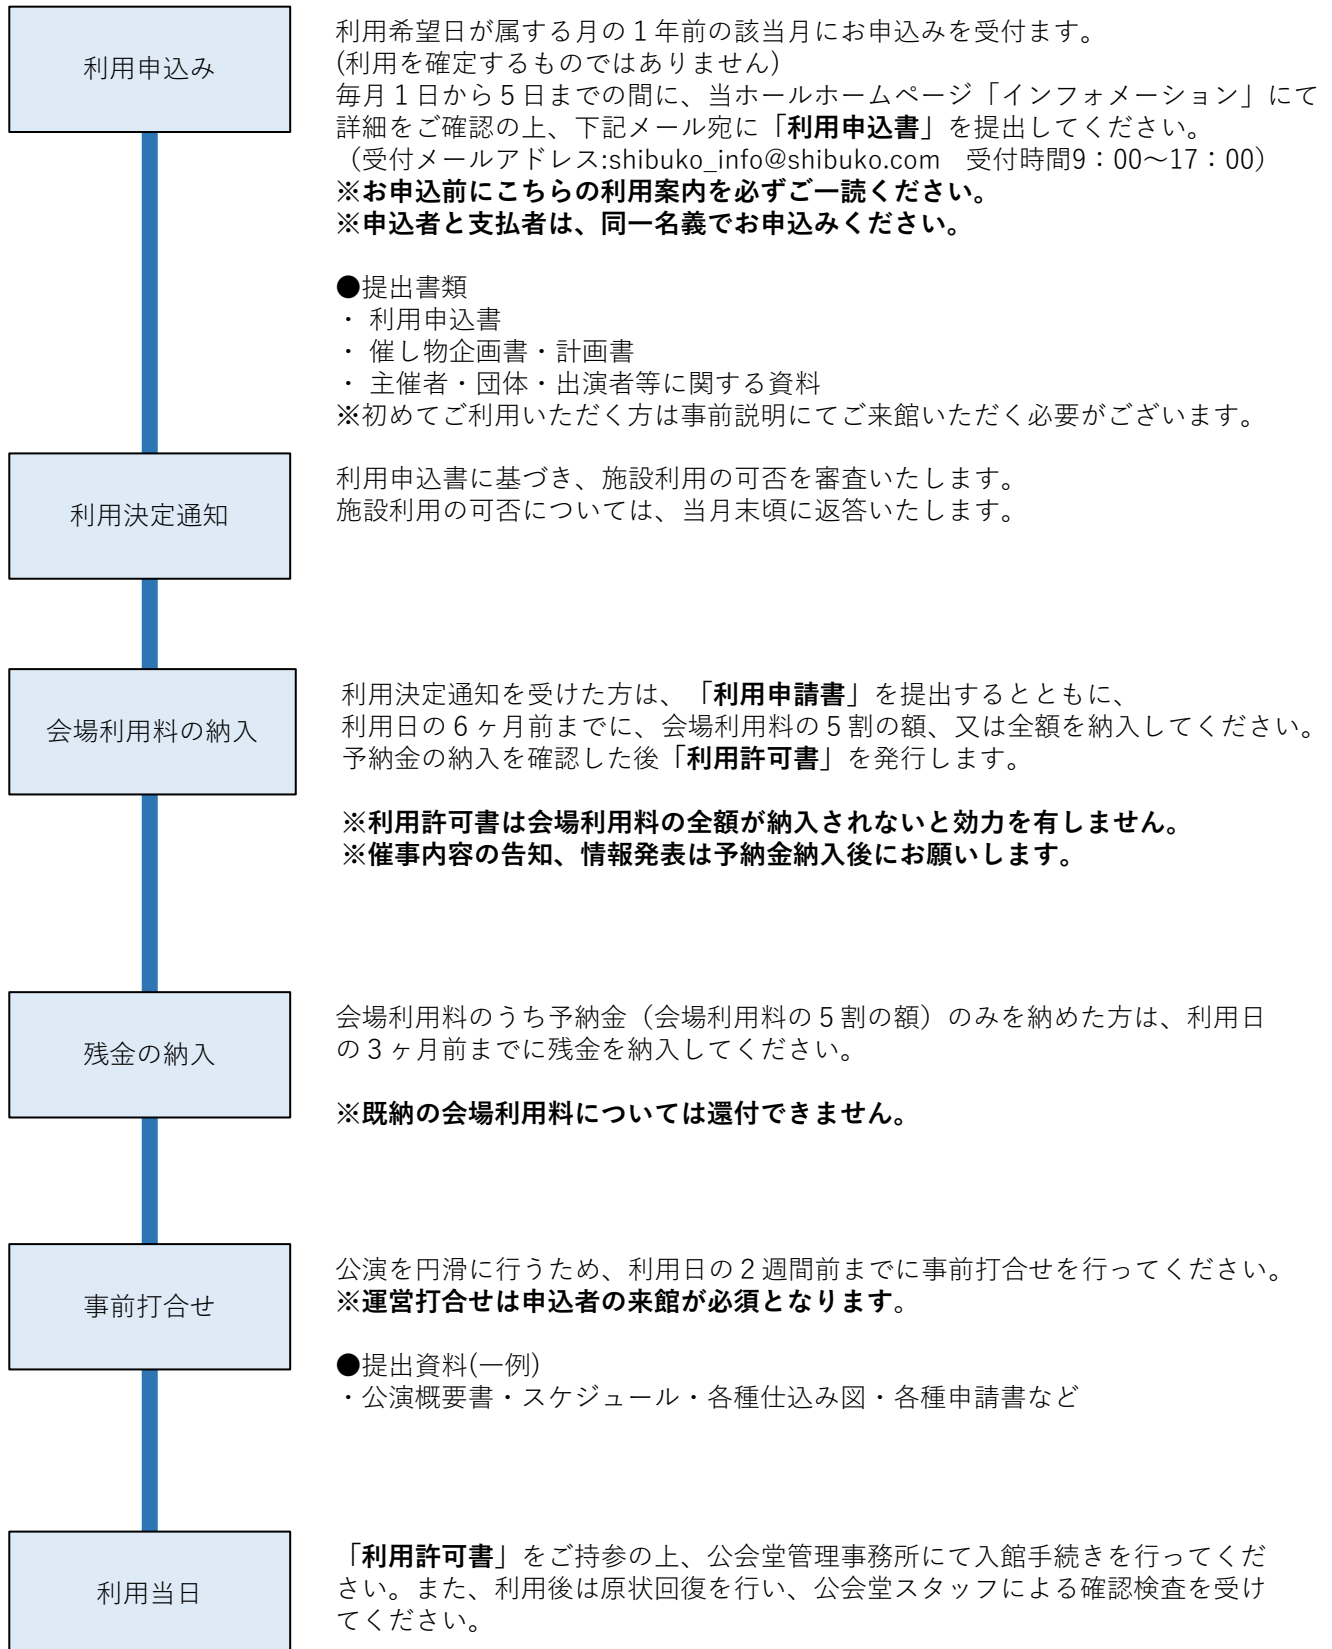 利用申込み
利用希望日が属する月の１年前の該当月にお申込みを受付ます。
(利用を確定するものではありません)
毎月１日から５日までの間に、当ホールホームページ「インフォメーション」にて
詳細をご確認の上、下記メール宛に「利用申込書」を提出してください。
（受付メールアドレス:shibuko_info@shibuko.com　受付時間9：00〜17：00）
※お申込前にこちらの利用案内を必ずご一読ください。
※申込者と支払者は、同一名義でお申込みください。
●提出書類
・ 利用申込書
・ 催し物企画書・計画書
・ 主催者・団体・出演者等に関する資料
※初めてご利用いただく方は事前説明にてご来館いただく必要がございます。
利用決定通知
利用申込書に基づき、施設利用の可否を審査いたします。
施設利用の可否については、当月末頃に返答いたします。
会場利用料の納入
利用決定通知を受けた方は、「利用申請書」を提出するとともに、
利用日の６ヶ月前までに、会場利用料の５割の額、又は全額を納入してください。
予納金の納入を確認した後「利用許可書」を発行します。
※利用許可書は会場利用料の全額が納入されないと効力を有しません。
※催事内容の告知、情報発表は予納金納入後にお願いします。
残金の納入
会場利用料のうち予納金（会場利用料の５割の額）のみを納めた方は、利用日
の３ヶ月前までに残金を納入してください。
※既納の会場利用料については還付できません。
事前打合せ
公演を円滑に行うため、利用日の２週間前までに事前打合せを行ってください。
※運営打合せは申込者の来館が必須となります。
●提出資料(一例)
・公演概要書・スケジュール・各種仕込み図・各種申請書など
利用当日
「利用許可書」をご持参の上、公会堂管理事務所にて入館手続きを行ってくだ
さい。また、利用後は原状回復を行い、公会堂スタッフによる確認検査を受け
てください。